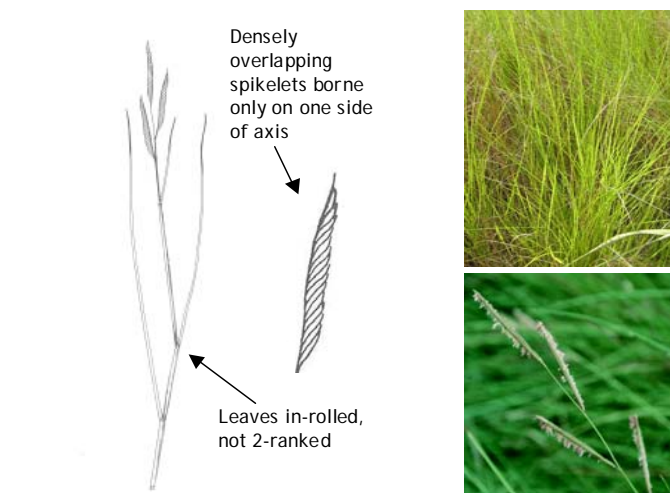 Densely
overlapping
spikelets borne
only on one side
of axis
Leaves in-rolled,
not 2-ranked